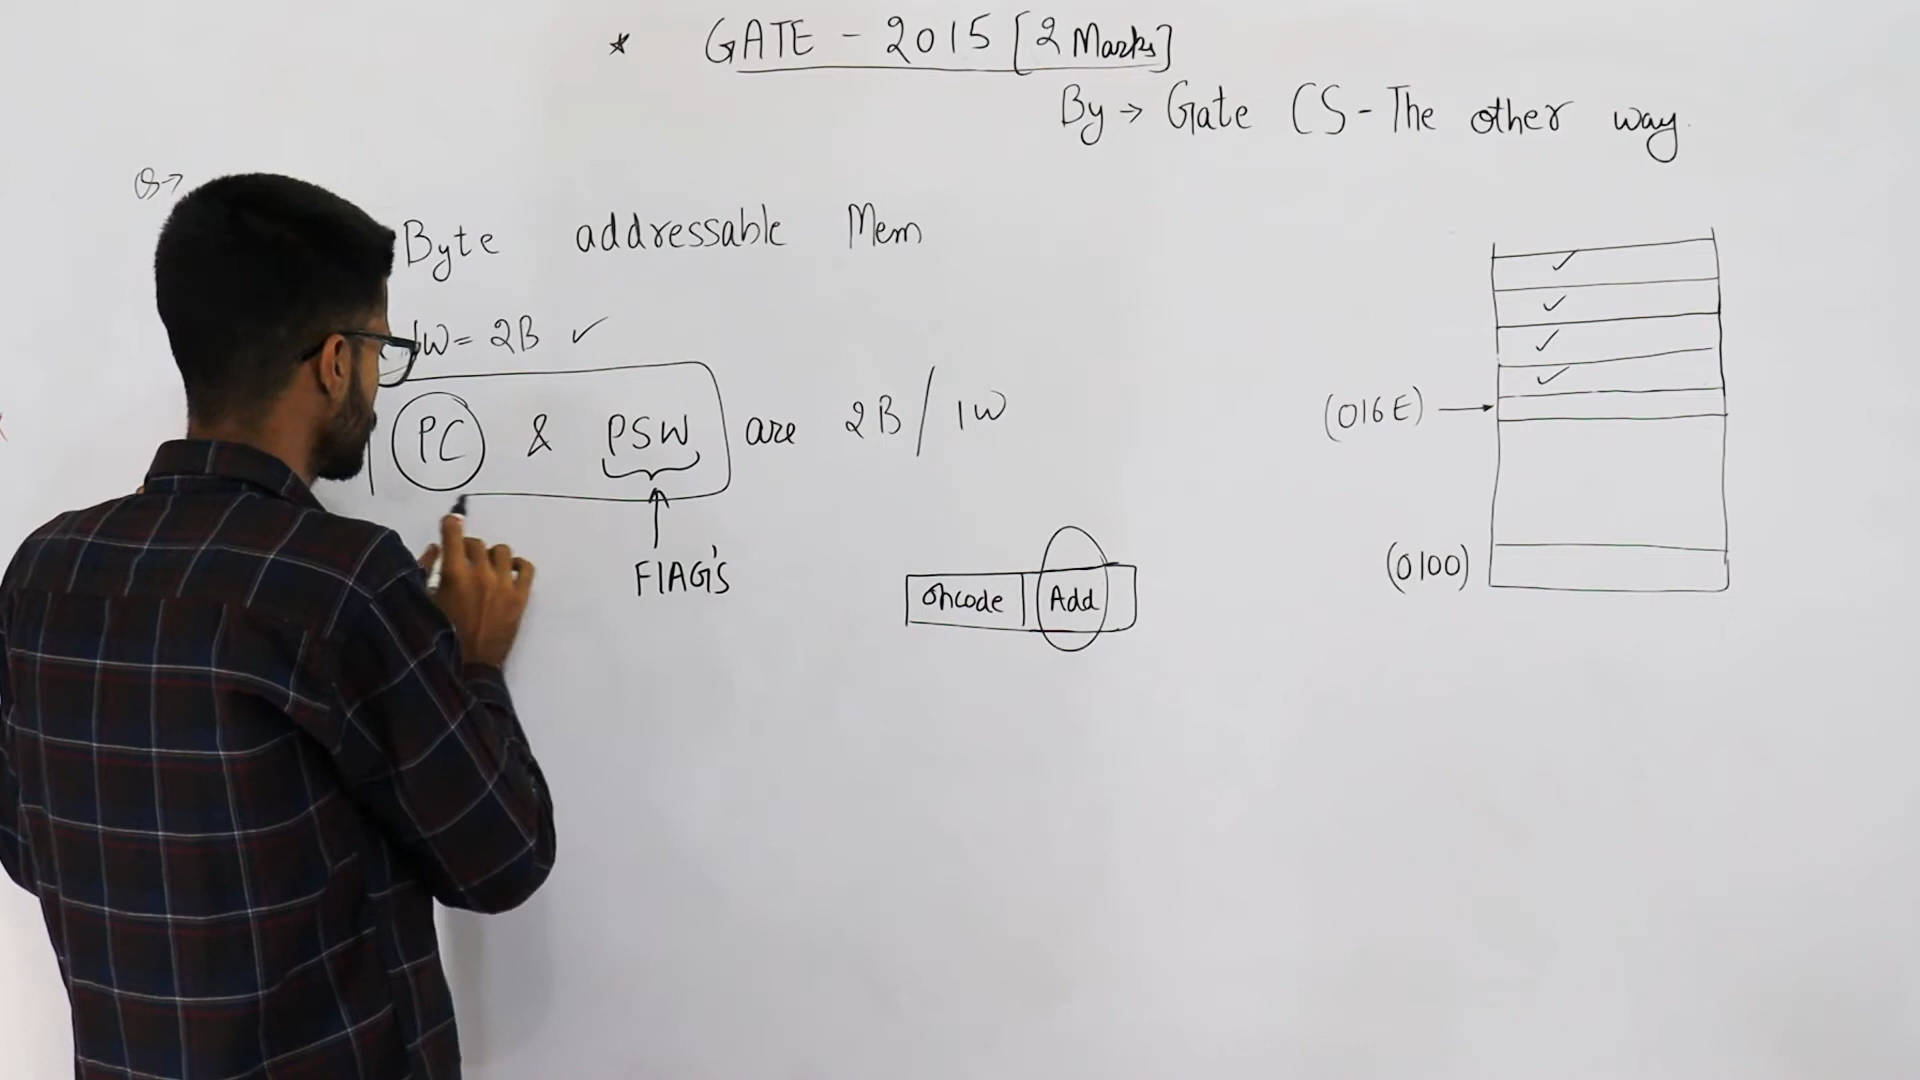 * GATE - 2015 [2 Marks]
By → Gate CS - The other way
Q →
Byte addressable Mem
1W = 2B ✓
PC & PSW are 2B / 1W
FlAG's
Opcode Add
(016E) →
(0100)